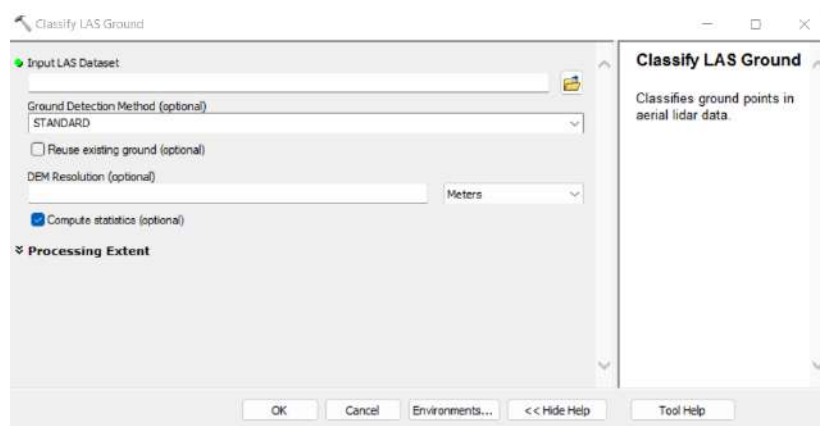 Classify LAS Ground
Input LAS Dataset
Ground Detection Method (optional)
STANDARD
Reuse existing ground (optional)
DEM Resolution (optional)
Meters
Compute statistics (optional)
Processing Extent
OK
Cancel
Environments...
<< Hide Help
Classify LAS Ground
Classifies ground points in
aerial lidar data.
Tool Help